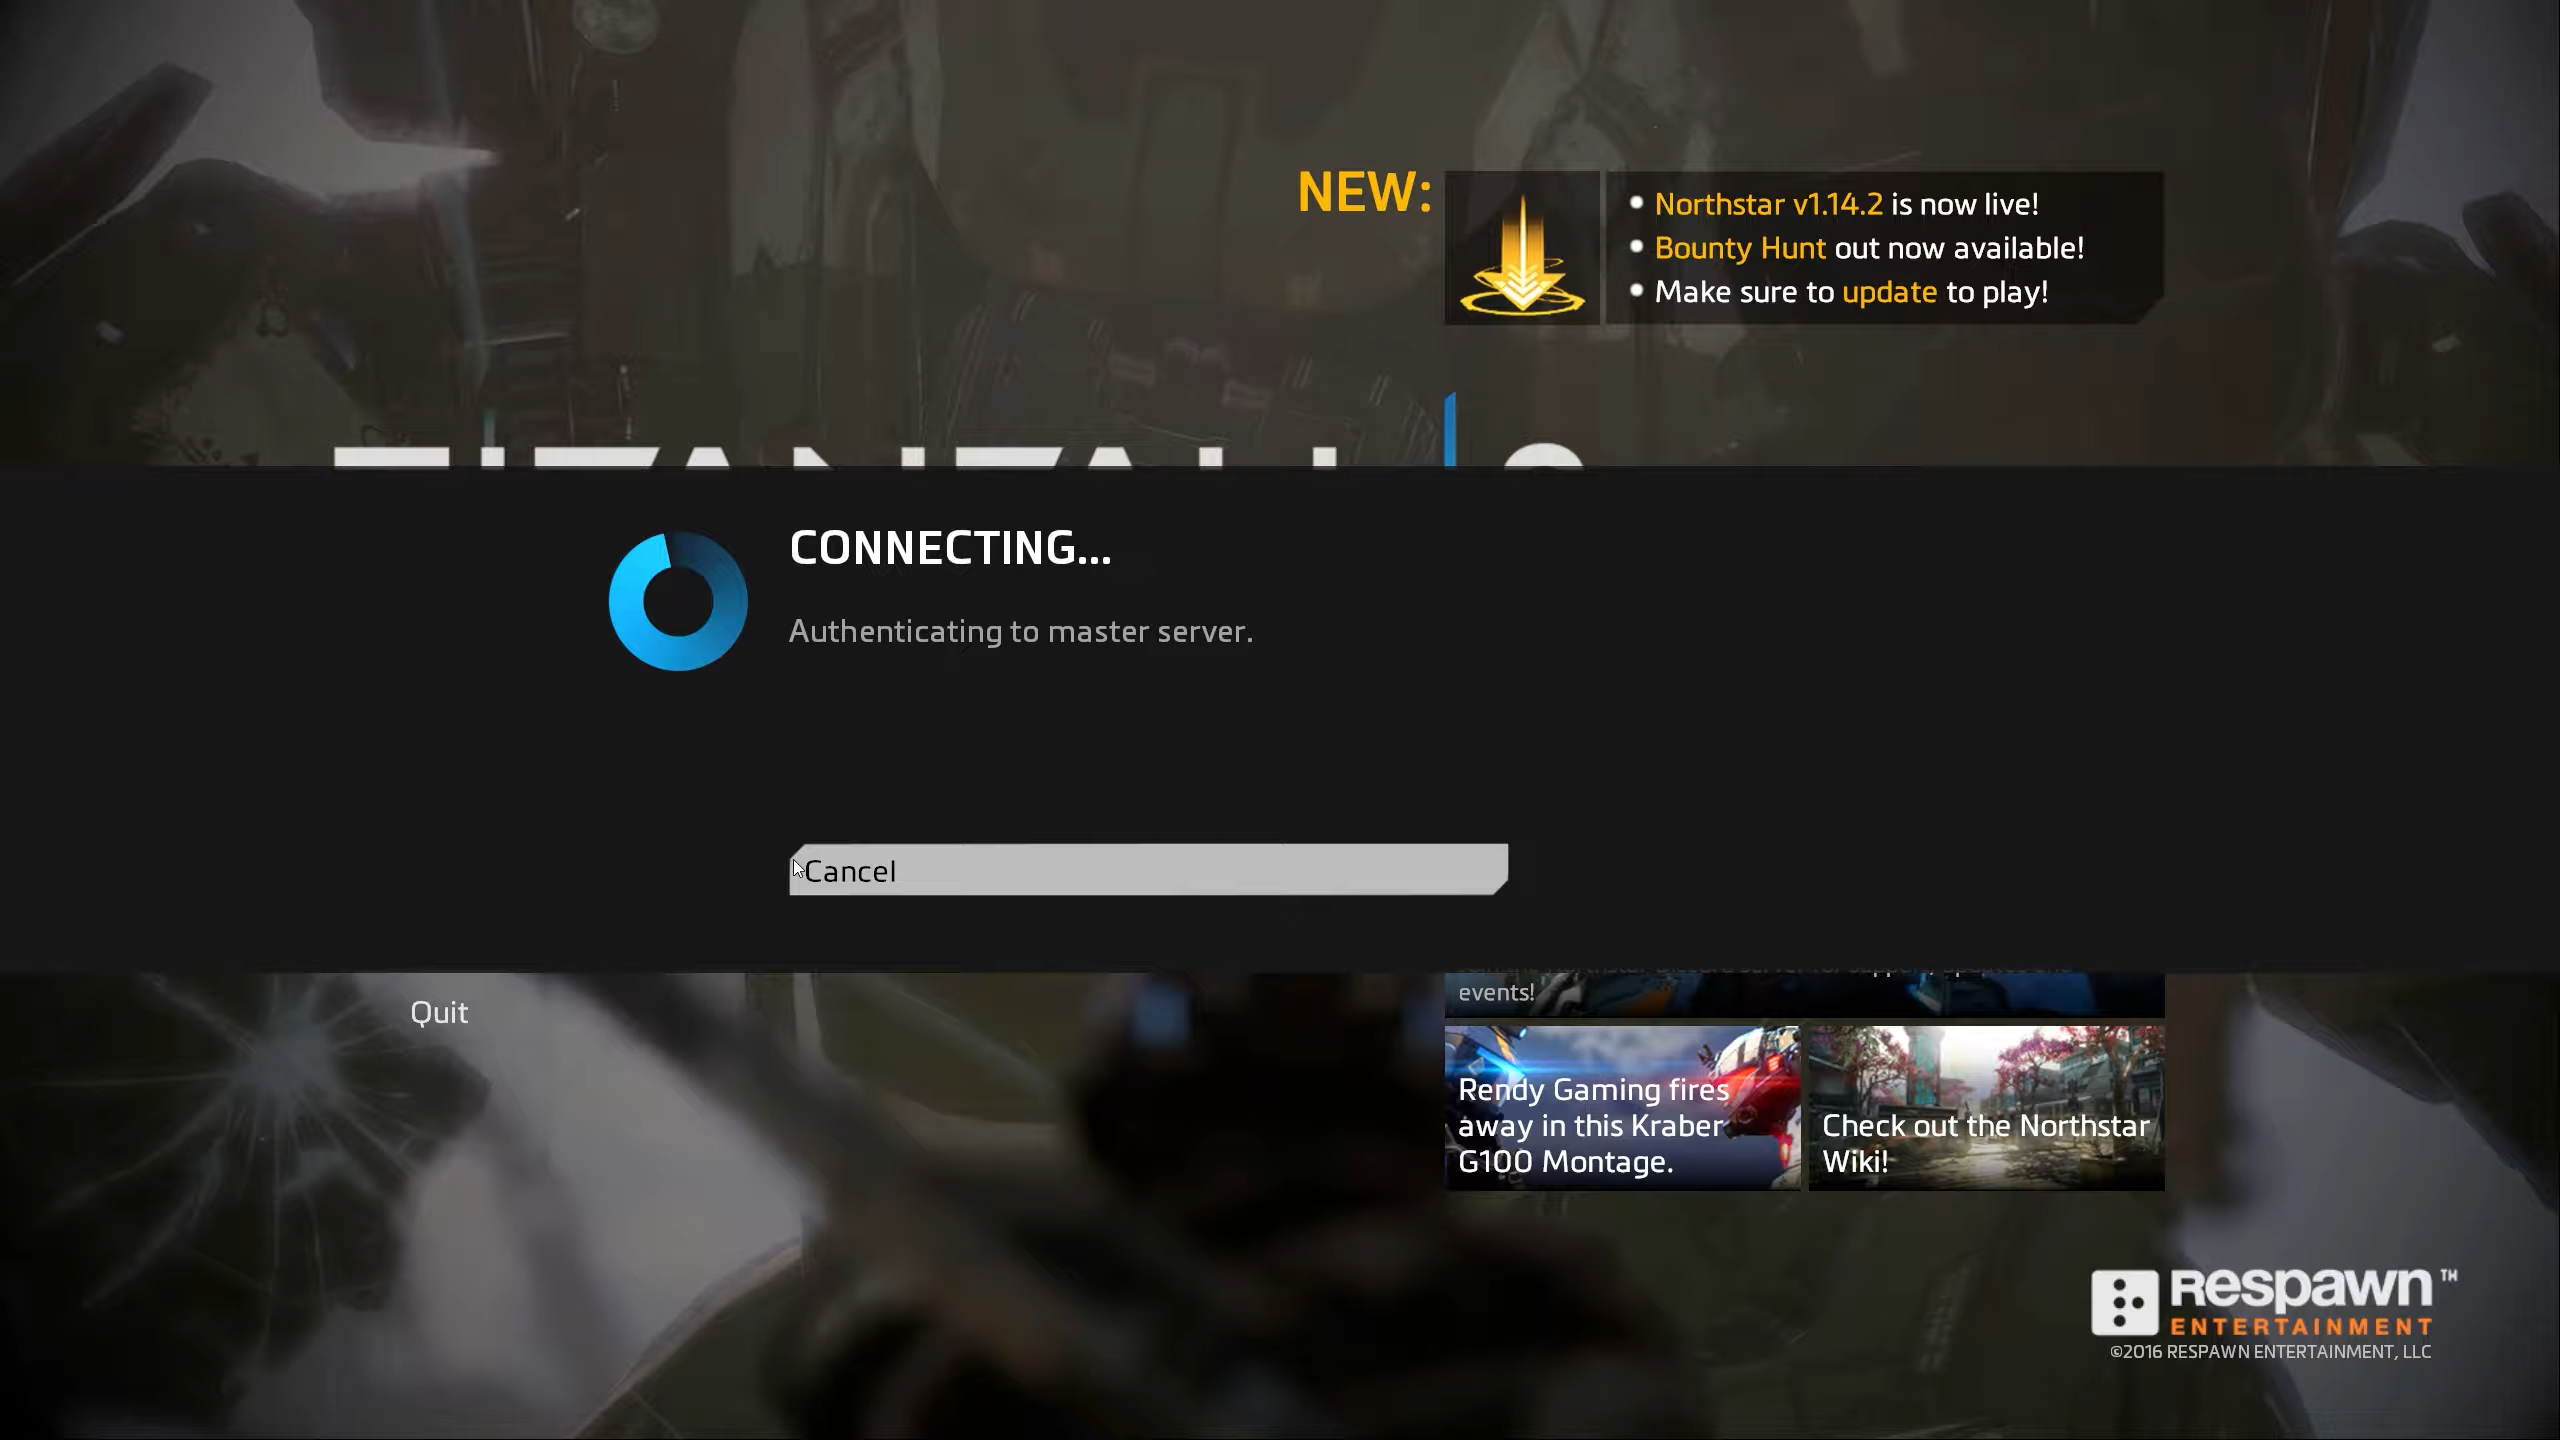 NEW:
Northstar v1.14.2 is now live!
Bounty Hunt out now available!
Make sure to update to play!
CONNECTING...
Authenticating to master server.
Cancel
Quit
events!
Rendy Gaming fires
away in this Kraber
G100 Montage.
Check out the Northstar
Wiki!
Respawn™
ENTERTAINMENT
©2016 RESPAWN ENTERTAINMENT, LLC